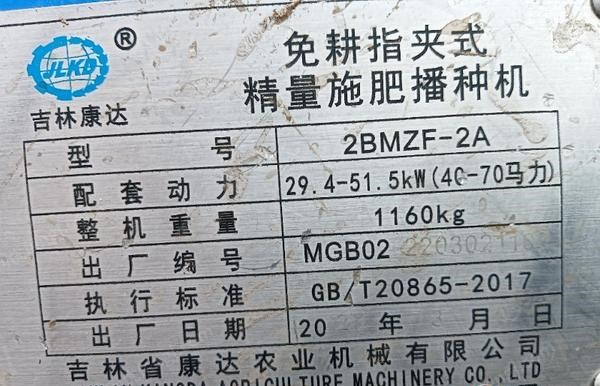 JLKD ®
吉林康达
免耕指夹式
精量施肥播种机
型号 2BMZF-2A
配套动力 29.4-51.5kW(40-70马力)
整机重量 1160kg
出厂编号 MGB02
执行标准 GB/T20865-2017
出厂日期 20 年 月 日
吉林省康达农业机械有限公司
KANGDA AGRICULTURE MACHINERY CO.,LTD